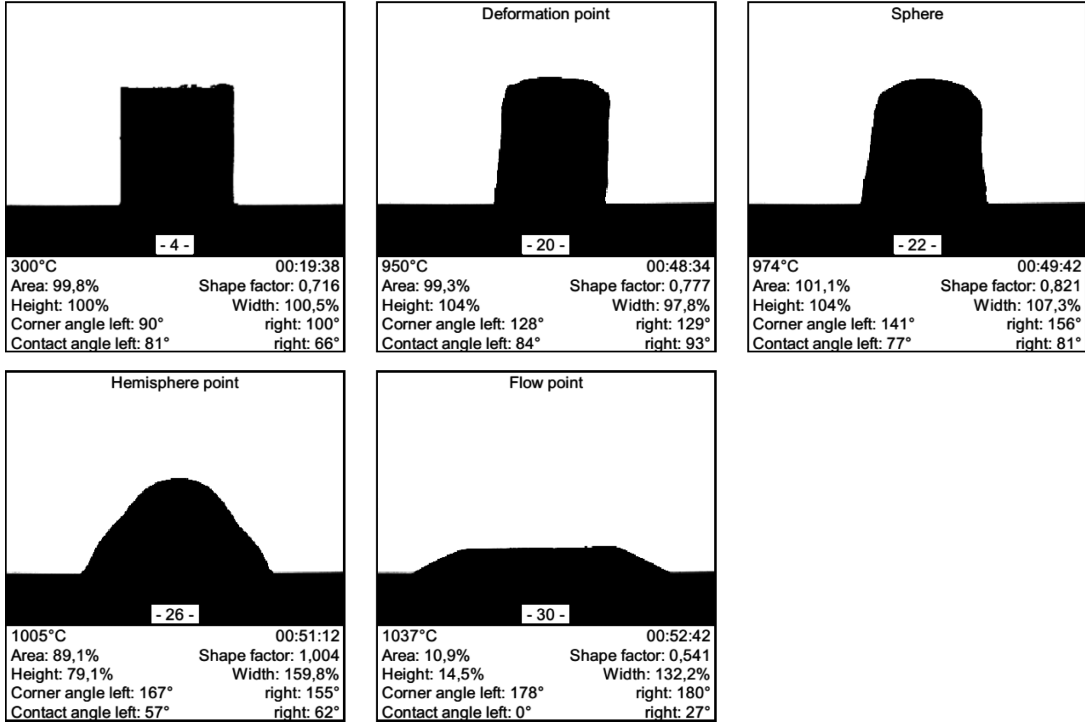 - 4 -
300°C 00:19:38
Area: 99,8% Shape factor: 0,716
Height: 100% Width: 100,5%
Corner angle left: 90° right: 100°
Contact angle left: 81° right: 66°
Deformation point
- 20 -
950°C 00:48:34
Area: 99,3% Shape factor: 0,777
Height: 104% Width: 97,8%
Corner angle left: 128° right: 129°
Contact angle left: 84° right: 93°
Sphere
- 22 -
974°C 00:49:42
Area: 101,1% Shape factor: 0,821
Height: 104% Width: 107,3%
Corner angle left: 141° right: 156°
Contact angle left: 77° right: 81°
Hemisphere point
- 26 -
1005°C 00:51:12
Area: 89,1% Shape factor: 1,004
Height: 79,1% Width: 159,8%
Corner angle left: 167° right: 155°
Contact angle left: 57° right: 62°
Flow point
- 30 -
1037°C 00:52:42
Area: 10,9% Shape factor: 0,541
Height: 14,5% Width: 132,2%
Corner angle left: 178° right: 180°
Contact angle left: 0° right: 27°